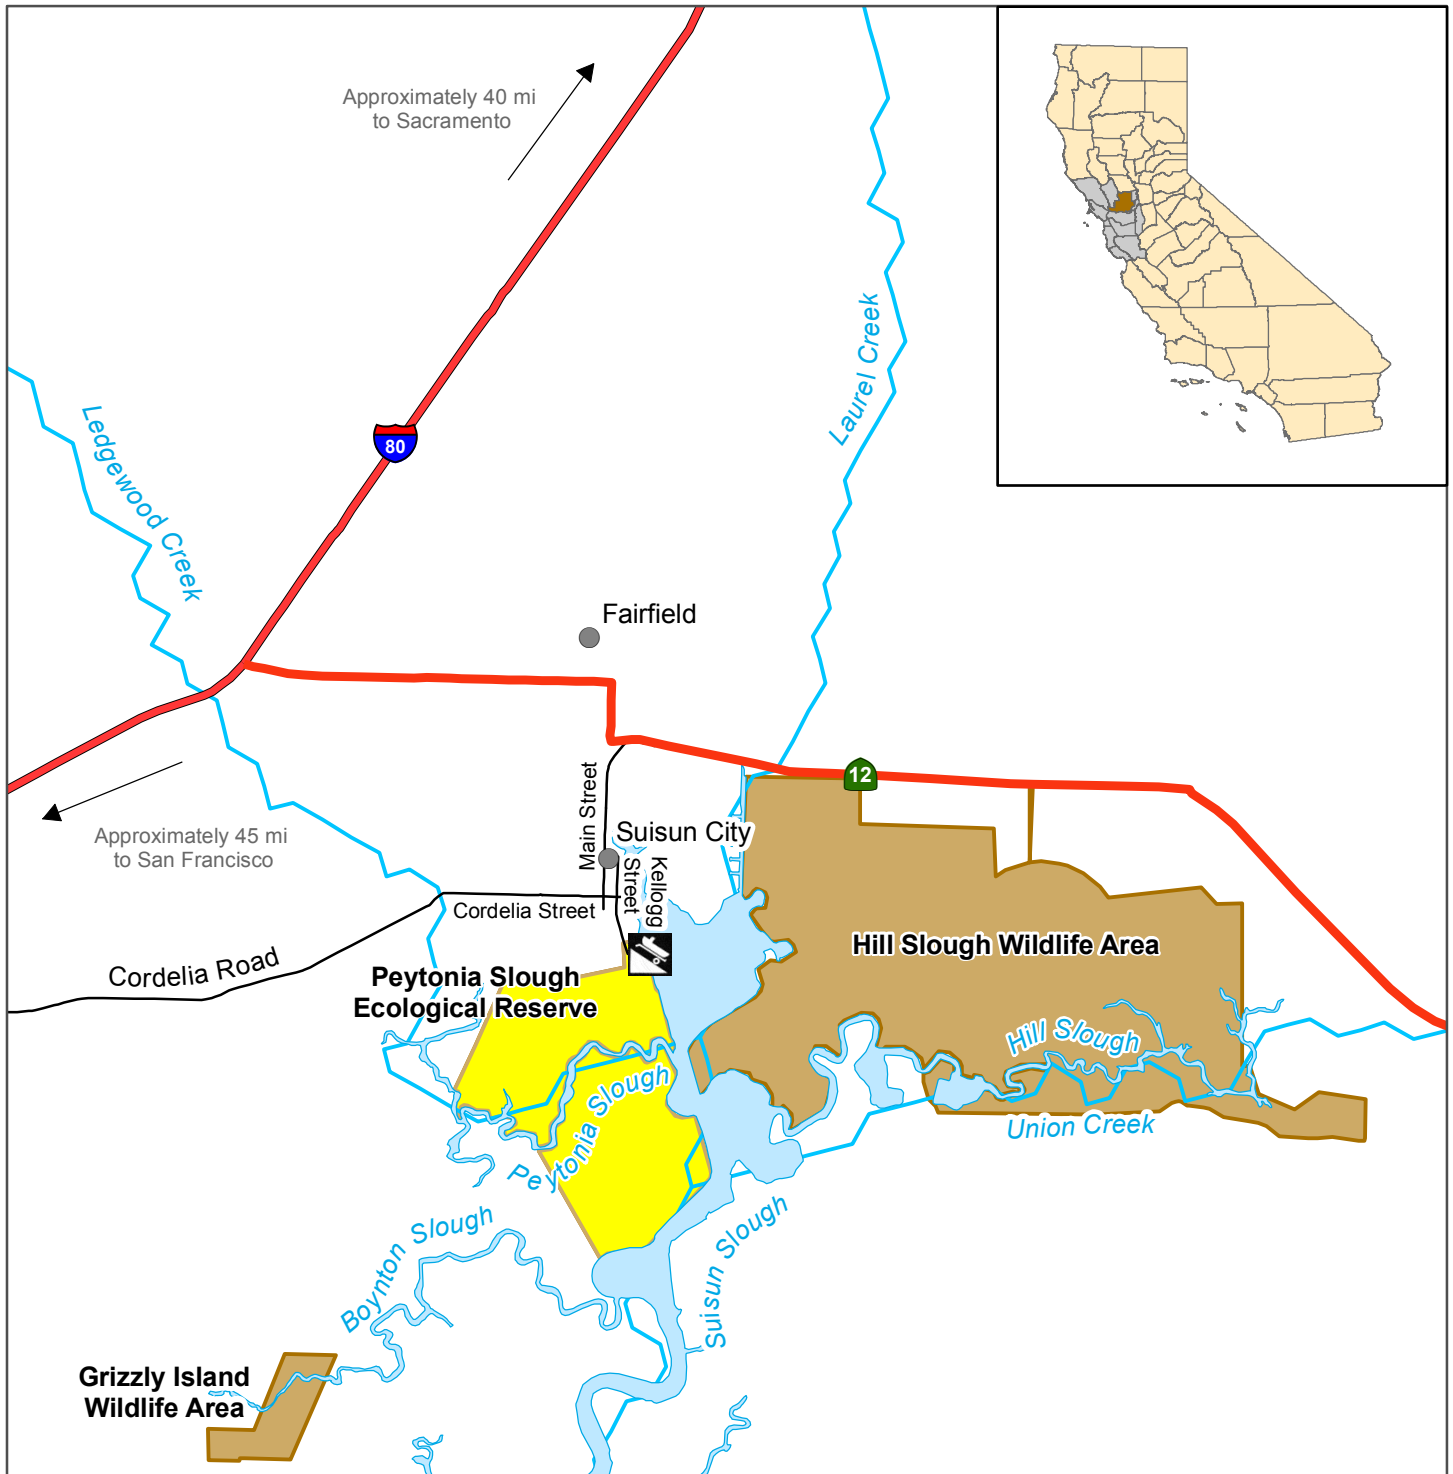 Approximately 40 mi
to Sacramento
Laurel Creek
Ledgewood Creek
80
Fairfield
12
Main Street
Suisun City
Approximately 45 mi
to San Francisco
Kellogg
Street
Cordelia Street
Cordelia Road
Hill Slough Wildlife Area
Peytonia Slough
Ecological Reserve
Hill Slough
Peytonia Slough
Union Creek
Boynton Slough
Suisun Slough
Grizzly Island
Wildlife Area